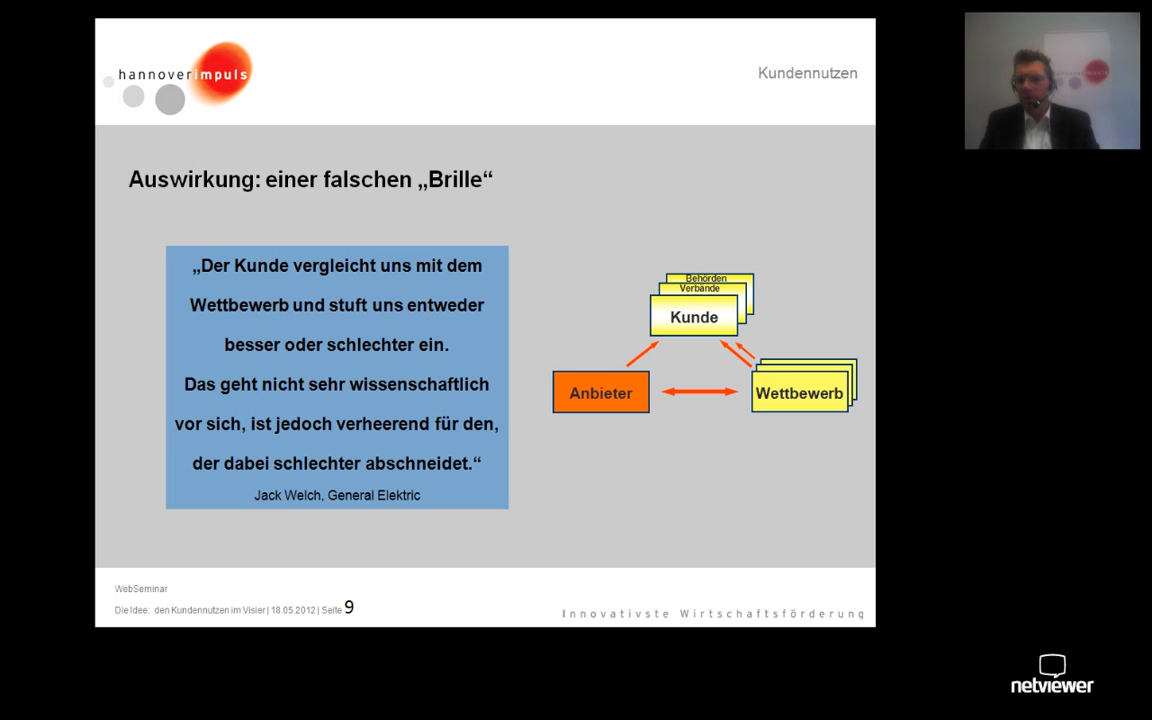 hannoverimpuls
Kundennutzen
Auswirkung: einer falschen „Brille“
„Der Kunde vergleicht uns mit dem
Wettbewerb und stuft uns entweder
besser oder schlechter ein.
Das geht nicht sehr wissenschaftlich
vor sich, ist jedoch verheerend für den,
der dabei schlechter abschneidet.“
Jack Welch, General Elektric
Behörden
Verbände
Kunde
Anbieter
Wettbewerb
WebSeminar
Die Idee: den Kundennutzen im Visier | 18.05.2012 | Seite 9
Innovativste Wirtschaftsförderung
netviewer